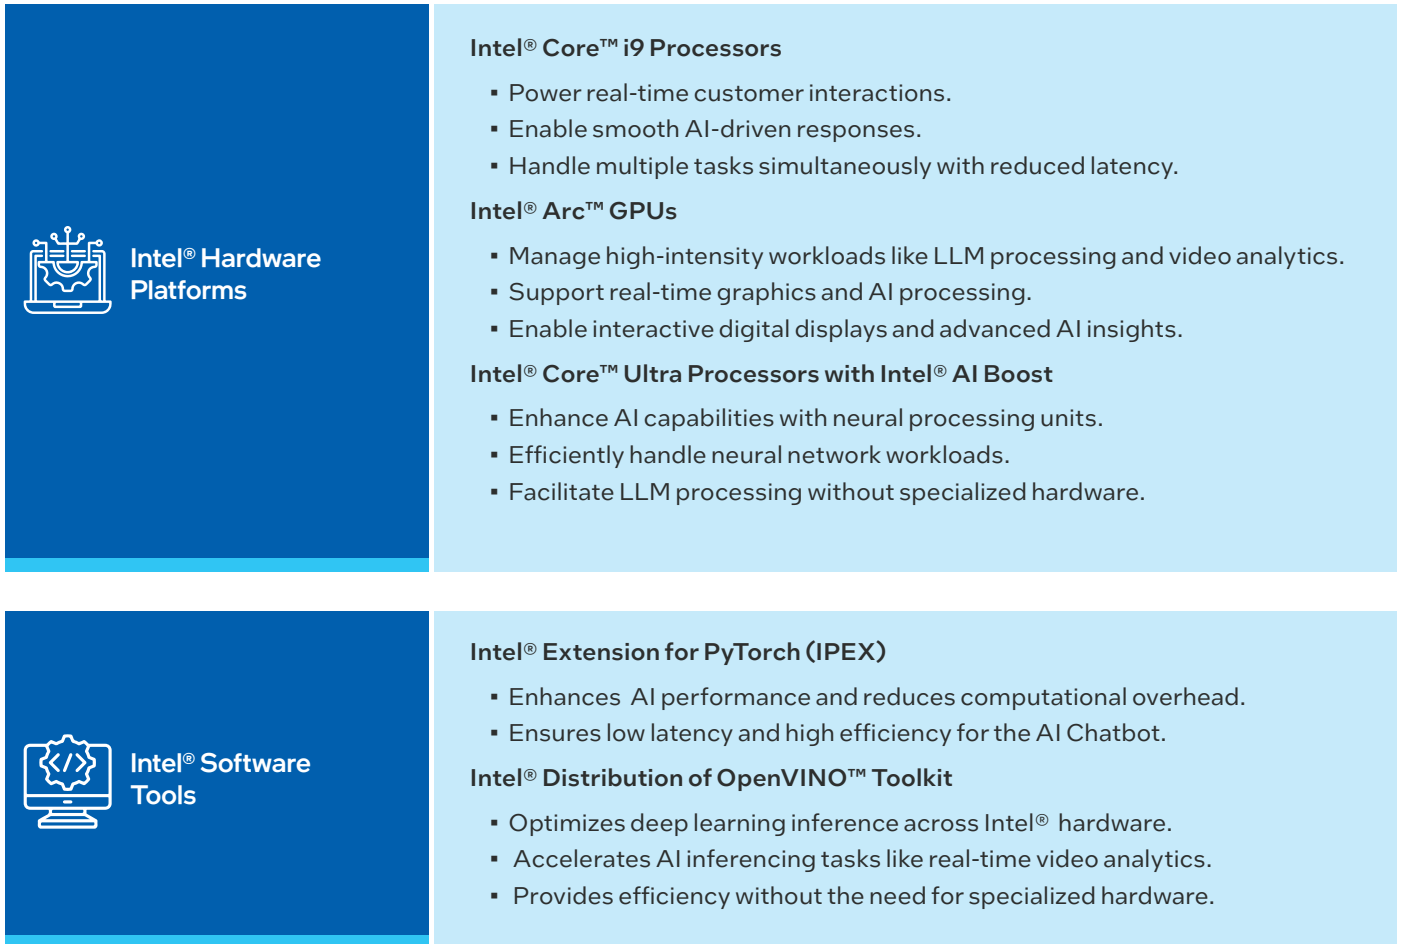 Intel® Hardware
Platforms
Intel® Core™ i9 Processors
▪ Power real-time customer interactions.
▪ Enable smooth AI-driven responses.
▪ Handle multiple tasks simultaneously with reduced latency.
Intel® Arc™ GPUs
▪ Manage high-intensity workloads like LLM processing and video analytics.
▪ Support real-time graphics and AI processing.
▪ Enable interactive digital displays and advanced AI insights.
Intel® Core™ Ultra Processors with Intel® AI Boost
▪ Enhance AI capabilities with neural processing units.
▪ Efficiently handle neural network workloads.
▪ Facilitate LLM processing without specialized hardware.
Intel® Software
Tools
Intel® Extension for PyTorch (IPEX)
▪ Enhances AI performance and reduces computational overhead.
▪ Ensures low latency and high efficiency for the AI Chatbot.
Intel® Distribution of OpenVINO™ Toolkit
▪ Optimizes deep learning inference across Intel® hardware.
▪ Accelerates AI inferencing tasks like real-time video analytics.
▪ Provides efficiency without the need for specialized hardware.